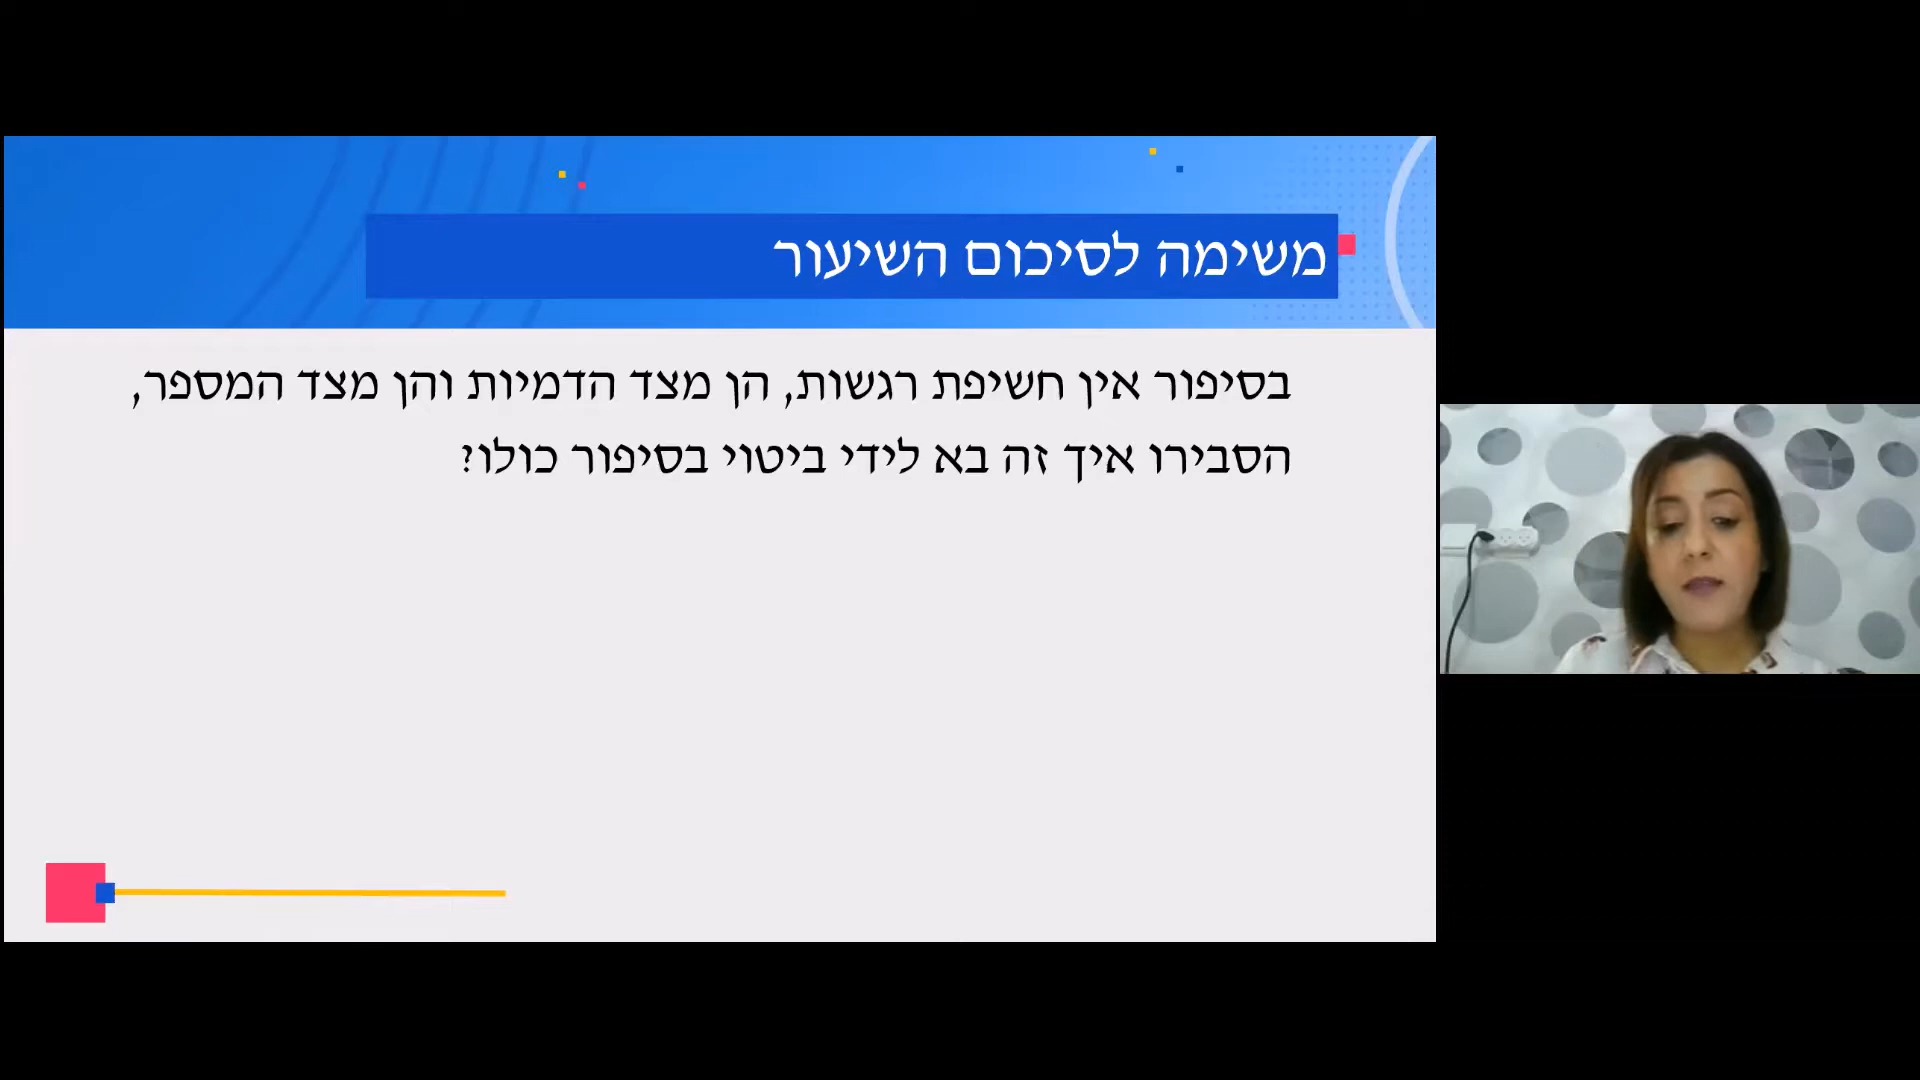 משימה לסיכום השיעור
בסיפור אין חשיפת רגשות, הן מצד הדמיות והן מצד המספר,
הסבירו איך זה בא לידי ביטוי בסיפור כולו?